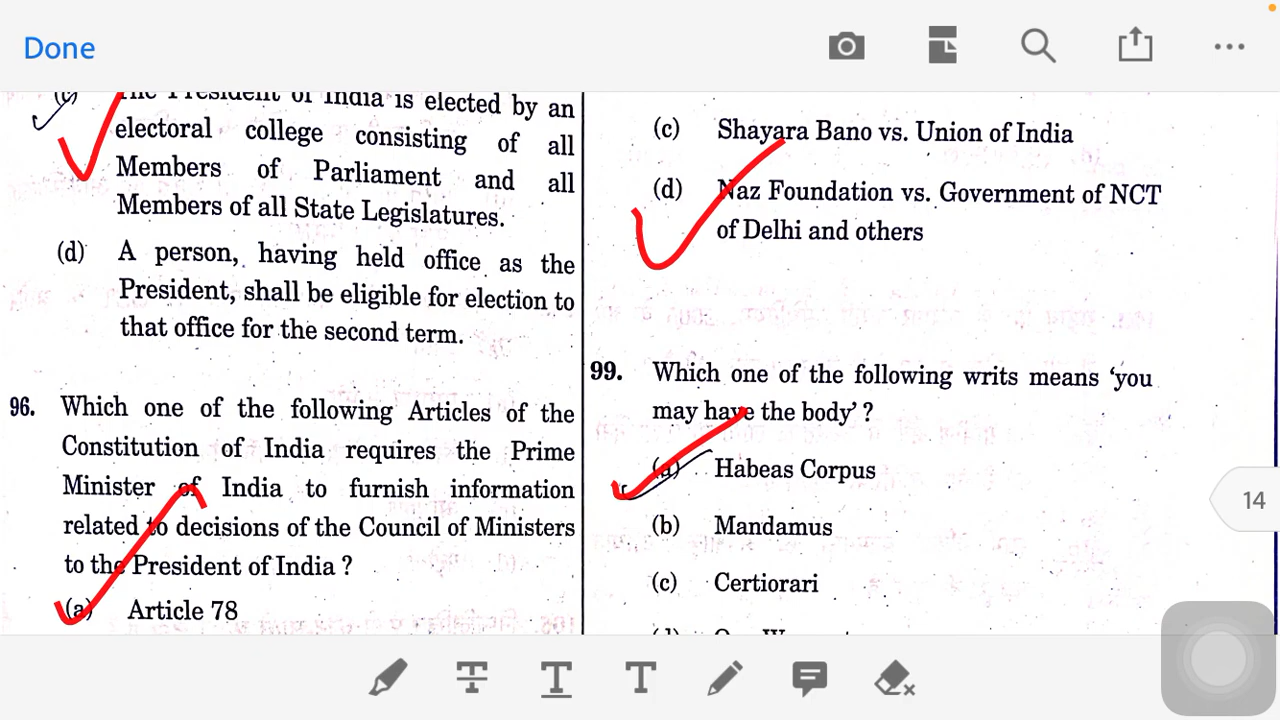 Done
(c) The President of India is elected by an
electoral college consisting of all
Members of Parliament and all
Members of all State Legislatures.
(d) A person, having held office as the
President, shall be eligible for election to
that office for the second term.
96. Which one of the following Articles of the
Constitution of India requires the Prime
Minister of India to furnish information
related to decisions of the Council of Ministers
to the President of India ?
(a) Article 78
(c) Shayara Bano vs. Union of India
(d) Naz Foundation vs. Government of NCT
of Delhi and others
99. Which one of the following writs means ‘you
may have the body’ ?
(a) Habeas Corpus
(b) Mandamus
(c) Certiorari
14